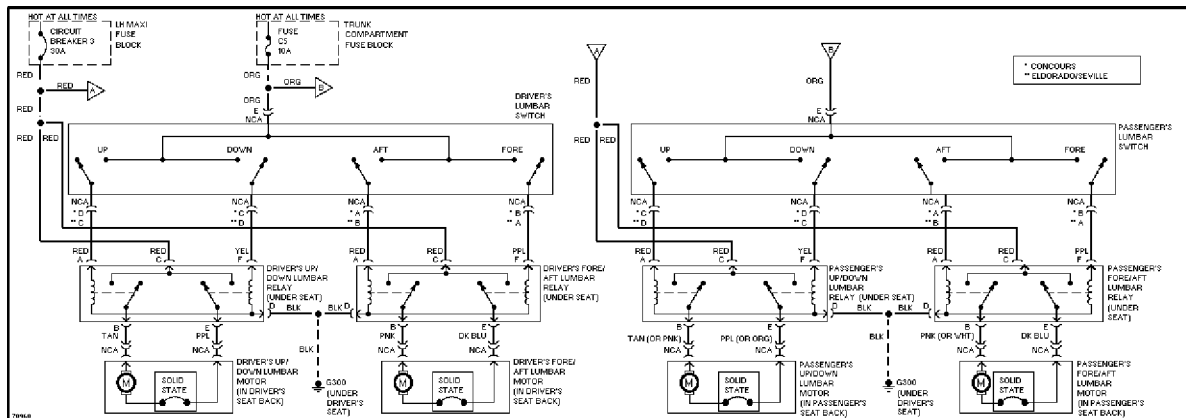 HOT AT ALL TIMES
CIRCUIT
BREAKER 3
30A
LH MAXI
FUSE
BLOCK
HOT AT ALL TIMES
FUSE
C5
10A
TRUNK
COMPARTMENT
FUSE BLOCK
RED
RED
A
RED
RED
RED
ORG
ORG
B
ORG
E
NCA
DRIVER'S
LUMBAR
SWITCH
UP
DOWN
AFT
FORE
NCA
* D
** C
NCA
* C
** D
NCA
* A
** B
NCA
* B
** A
RED
A
RED
C
YEL
F
RED
A
RED
C
PPL
F
DRIVER'S UP/
DOWN LUMBAR
RELAY
(UNDER SEAT)
DRIVER'S FORE/
AFT LUMBAR
RELAY
(UNDER SEAT)
D
BLK
BLK
D
BLK
BLK
B
TAN
NCA
E
PPL
NCA
B
PNK
NCA
E
DK BLU
NCA
M
SOLID
STATE
DRIVER'S UP/
DOWN LUMBAR
MOTOR
(IN DRIVER'S
SEAT BACK)
G300
(UNDER
DRIVER'S
SEAT)
M
SOLID
STATE
DRIVER'S FORE/
AFT LUMBAR
MOTOR
(IN DRIVER'S
SEAT BACK)
A
RED
RED
RED
B
ORG
E
NCA
* CONCOURS
** ELDORADO/SEVILLE
PASSENGER'S
LUMBAR
SWITCH
UP
DOWN
AFT
FORE
NCA
* D
** C
NCA
* C
** D
NCA
* A
** B
NCA
* B
** A
RED
A
RED
C
YEL
F
RED
A
RED
C
PPL
F
PASSENGER'S
UP/DOWN
LUMBAR
RELAY (UNDER
SEAT)
PASSENGER'S
FORE/AFT
LUMBAR
RELAY
(UNDER
SEAT)
D
BLK
BLK
D
BLK
B
TAN (OR PNK)
NCA
E
PPL (OR ORG)
NCA
B
PNK (OR WHT)
NCA
E
DK BLU
NCA
M
SOLID
STATE
PASSENGER'S
UP/DOWN
LUMBAR
MOTOR
(IN PASSENGER'S
SEAT BACK)
G300
(UNDER
DRIVER'S
SEAT)
M
SOLID
STATE
PASSENGER'S
FORE/AFT
LUMBAR
MOTOR
(IN PASSENGER'S
SEAT BACK)